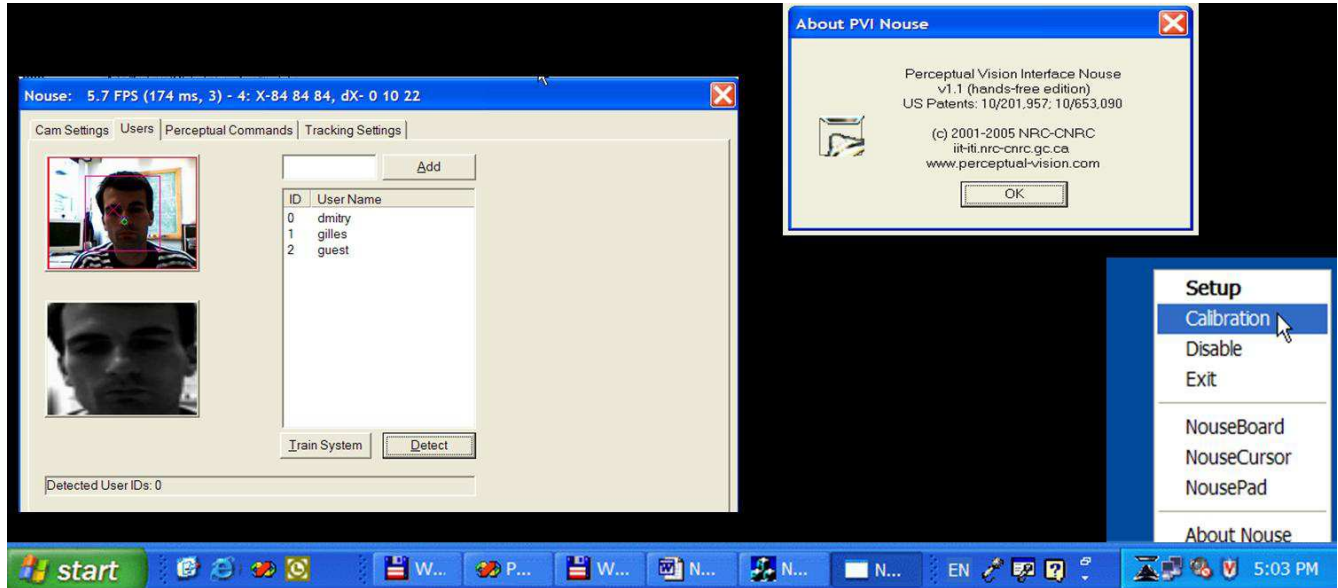 About PVI Nouse
Perceptual Vision Interface Nouse
v1.1 (hands-free edition)
US Patents: 10/201,957; 10/653,090
(c) 2001-2005 NRC-CNRC
iit-iti.nrc-cnrc.gc.ca
www.perceptual-vision.com
OK
Nouse: 5.7 FPS (174 ms, 3) - 4: X-84 84 84, dX- 0 10 22
Cam Settings Users Perceptual Commands Tracking Settings
Add
ID User Name
0 dmitry
1 gilles
2 guest
Train System Detect
Detected User IDs: 0
Setup
Calibration
Disable
Exit
NouseBoard
NouseCursor
NousePad
About Nouse
start W... P... W... N... N... N... EN 5:03 PM